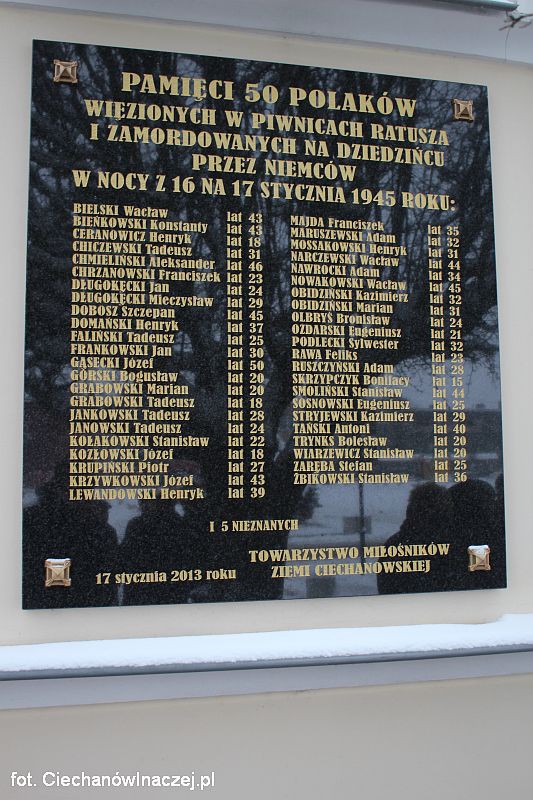 PAMIĘCI 50 POLAKÓW
WIĘZIONYCH W PIWNICACH RATUSZA
I ZAMORDOWANYCH NA DZIEDZIŃCU
PRZEZ NIEMCÓW
W NOCY Z 16 NA 17 STYCZNIA 1945 ROKU:
BIELSKI Wacław lat 43
BIEŃKOWSKI Konstanty lat 43
CERANOWICZ Henryk lat 18
CHICZEWSKI Tadeusz lat 31
CHMIELIŃSKI Aleksander lat 46
CHRZANOWSKI Franciszek lat 23
DŁUGOKĘCKI Jan lat 24
DŁUGOKĘCKI Mieczysław lat 29
DOBOSZ Szczepan lat 45
DOMAŃSKI Henryk lat 37
FALIŃSKI Tadeusz lat 25
FRANKOWSKI Jan lat 30
GĄSECKI Józef lat 50
GÓRSKI Bogusław lat 20
GRABOWSKI Marian lat 20
GRABOWSKI Tadeusz lat 18
JANKOWSKI Tadeusz lat 28
JANOWSKI Tadeusz lat 24
KOŁAKOWSKI Stanisław lat 22
KOZŁOWSKI Józef lat 18
KRUPIŃSKI Piotr lat 27
KRZYWKOWSKI Józef lat 43
LEWANDOWSKI Henryk lat 39
MAJDA Franciszek lat 35
MARUSZEWSKI Adam lat 32
MOSSAKOWSKI Henryk lat 31
NARCZEWSKI Wacław lat 44
NAWROCKI Adam lat 34
NOWAKOWSKI Wacław lat 45
OBIDZIŃSKI Kazimierz lat 32
OBIDZIŃSKI Marian lat 31
OLBRYŚ Bronisław lat 24
OZDARSKI Eugeniusz lat 21
PODLECKI Sylwester lat 32
RAWA Feliks lat 23
RUSZCZYŃSKI Adam lat 28
SKRZYPCZYK Bonifacy lat 15
SMOLIŃSKI Stanisław lat 44
SOSNOWSKI Eugeniusz lat 25
STRYJEWSKI Kazimierz lat 29
TAŃSKI Antoni lat 40
TRYNKS Bolesław lat 20
WIAREWICZ Stanisław lat 20
ZARĘBA Stefan lat 25
ŻBIKOWSKI Stanisław lat 36
I 5 NIEZNANYCH
17 stycznia 2013 roku
TOWARZYSTWO MIŁOŚNIKÓW
ZIEMI CIECHANOWSKIEJ
fot. CiechanówInaczej.pl